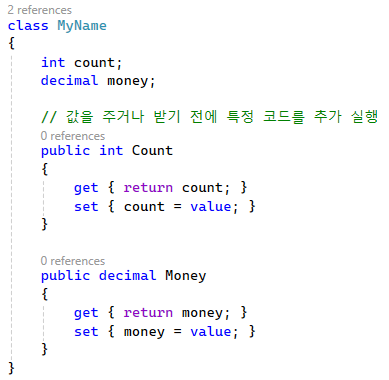 2 references
class MyName
{
int count;
decimal money;
// 값을 주거나 받기 전에 특정 코드를 추가 실행
0 references
public int Count
{
get { return count; }
set { count = value; }
}
0 references
public decimal Money
{
get { return money; }
set { money = value; }
}
}